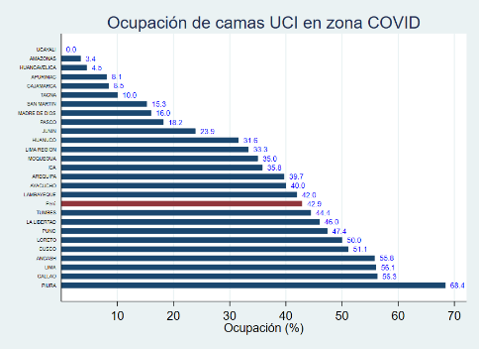 Ocupación de camas UCI en zona COVID
UCAYALI 0.0
AMAZONAS 3.4
HUANCAVELICA 4.5
APURIMAC 8.1
CAJAMARCA 8.5
TACNA 10.0
SAN MARTIN 15.3
MADRE DE DIOS 16.0
PASCO 18.2
JUNIN 23.9
HUANUCO 31.6
LIMA REGION 33.3
MOQUEGUA 35.0
ICA 35.8
AREQUIPA 39.7
AYACUCHO 40.0
LAMBAYEQUE 42.0
Perú 42.9
TUMBES 44.4
LA LIBERTAD 46.0
PUNO 47.4
LORETO 50.0
CUSCO 51.1
ANCASH 55.8
LIMA 56.1
CALLAO 56.3
PIURA 68.4
10 20 30 40 50 60 70
Ocupación (%)